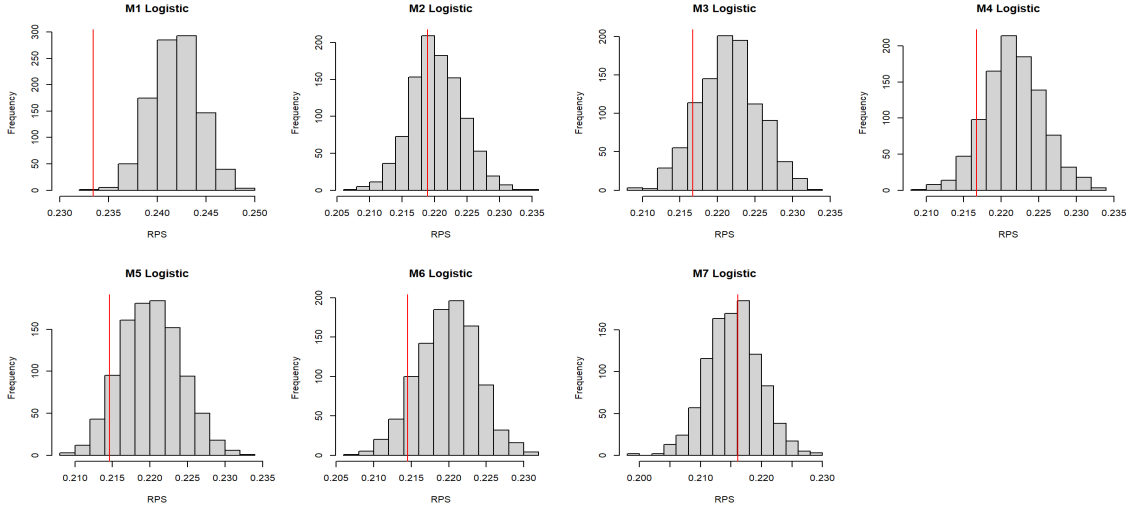 M1 Logistic
Frequency
0 50 100 150 200 250 300
0.230 0.235 0.240 0.245 0.250
RPS
M2 Logistic
Frequency
0 50 100 150 200
0.205 0.210 0.215 0.220 0.225 0.230 0.235
RPS
M3 Logistic
Frequency
0 50 100 150 200
0.210 0.215 0.220 0.225 0.230 0.235
RPS
M4 Logistic
Frequency
0 50 100 150 200
0.210 0.215 0.220 0.225 0.230 0.235
RPS
M5 Logistic
Frequency
0 50 100 150
0.210 0.215 0.220 0.225 0.230 0.235
RPS
M6 Logistic
Frequency
0 50 100 150 200
0.205 0.210 0.215 0.220 0.225 0.230
RPS
M7 Logistic
Frequency
0 50 100 150
0.200 0.210 0.220 0.230
RPS